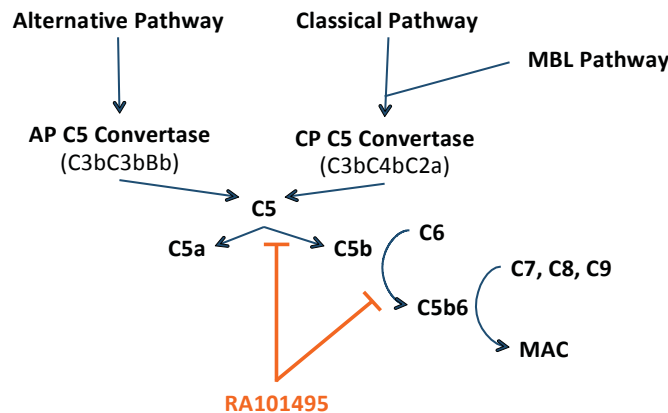 Alternative Pathway
Classical Pathway
MBL Pathway
AP C5 Convertase
(C3bC3bBb)
CP C5 Convertase
(C3bC4bC2a)
C5
C5a
C5b
C6
C7, C8, C9
C5b6
MAC
RA101495